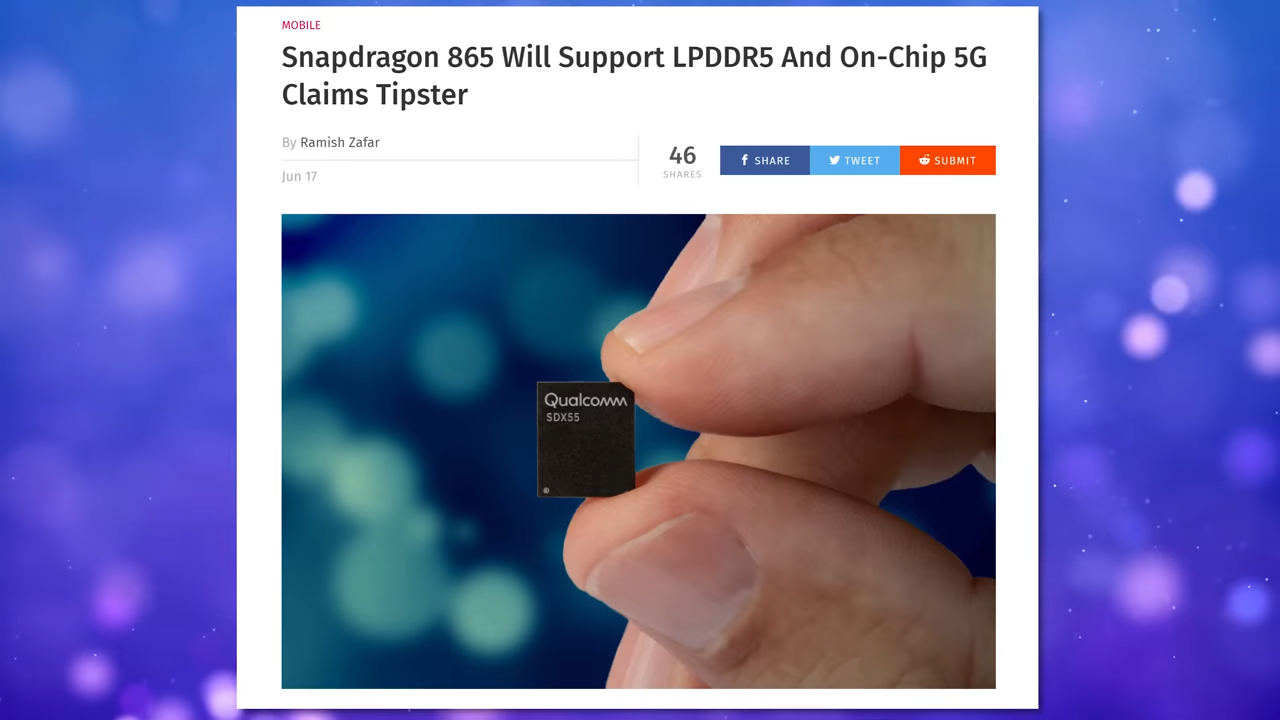 MOBILE
Snapdragon 865 Will Support LPDDR5 And On-Chip 5G
Claims Tipster
By Ramish Zafar
Jun 17
46
SHARES
SHARE
TWEET
SUBMIT
Qualcomm
SDX55